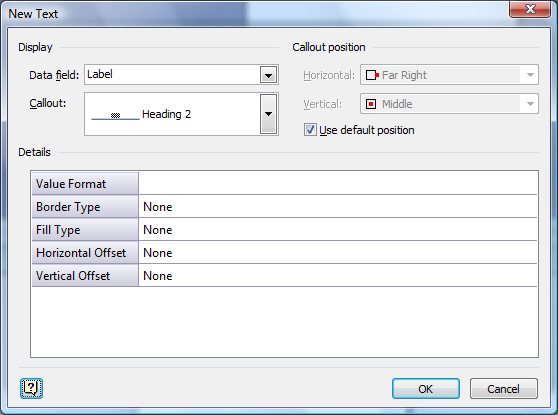 New Text
Display
Callout position
Data field: Label
Horizontal: Far Right
Callout: Heading 2
Vertical: Middle
Use default position
Details
Value Format
Border Type None
Fill Type None
Horizontal Offset None
Vertical Offset None
? OK Cancel